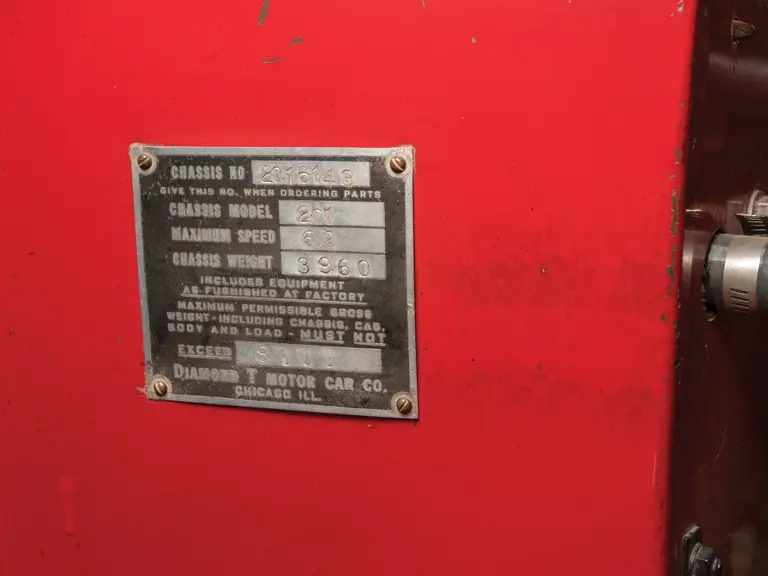 CHASSIS NO 2018143
GIVE THIS NO. WHEN ORDERING PARTS
CHASSIS MODEL 201
MAXIMUM SPEED 62
CHASSIS WEIGHT 3960
INCLUDES EQUIPMENT
AS FURNISHED AT FACTORY
MAXIMUM PERMISSIBLE GROSS
WEIGHT-INCLUDING CHASSIS, CAB,
BODY AND LOAD - MUST NOT
EXCEED 8000
DIAMOND T MOTOR CAR CO.
CHICAGO ILL.